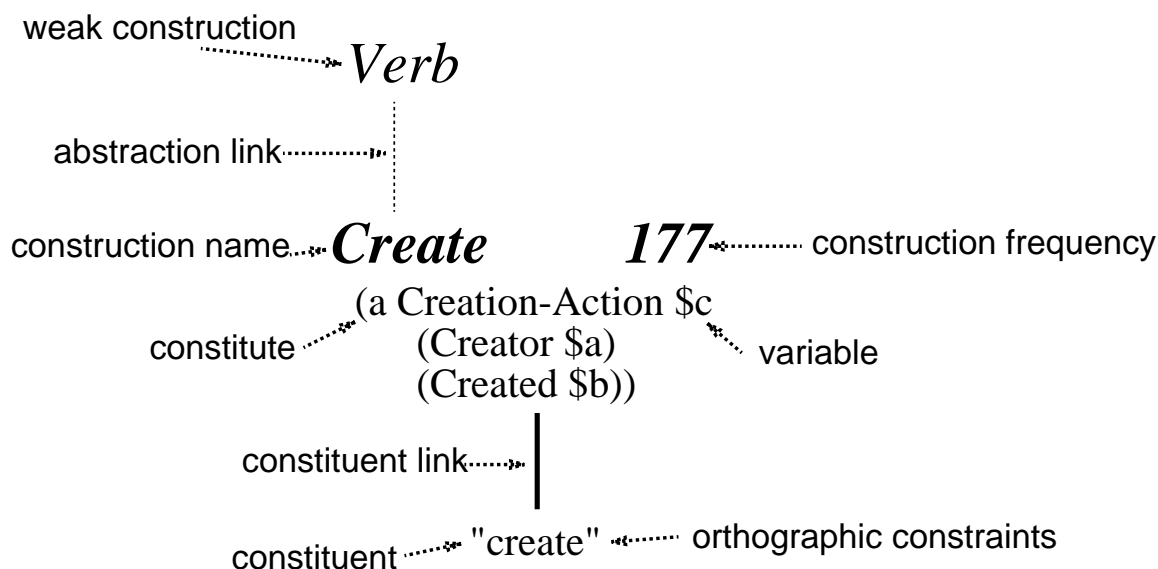 weak construction
Verb
abstraction link
construction name Create 177 construction frequency
(a Creation-Action $c
constitute (Creator $a) variable
(Created $b))
constituent link
constituent "create" orthographic constraints